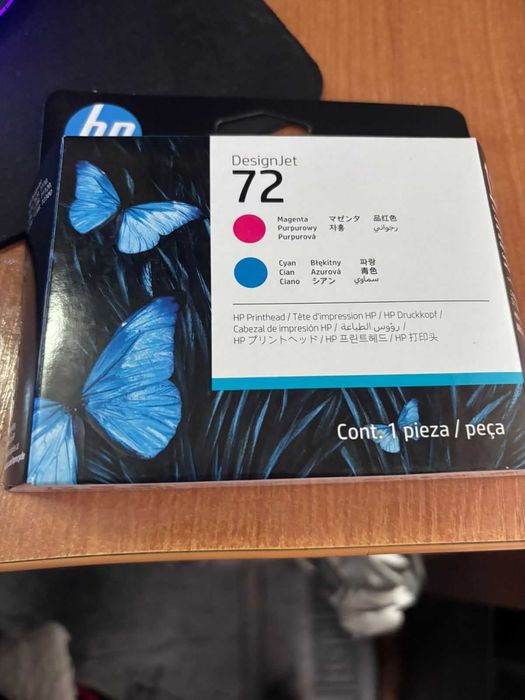 hp
DesignJet
72
Magenta マゼンタ 品红色
Purpurowy 자홍 رجواني
Purpurová
Cyan Błękitny 파랑
Cian Azurová 青色
Ciano シアン سماوي
HP Printhead / Tête d'impression HP / HP Druckkopf /
Cabezal de impresión HP / رؤوس الطباعة /
HP プリントヘッド / HP 프린트헤드 / HP 打印头
Cont. 1 pieza / peça